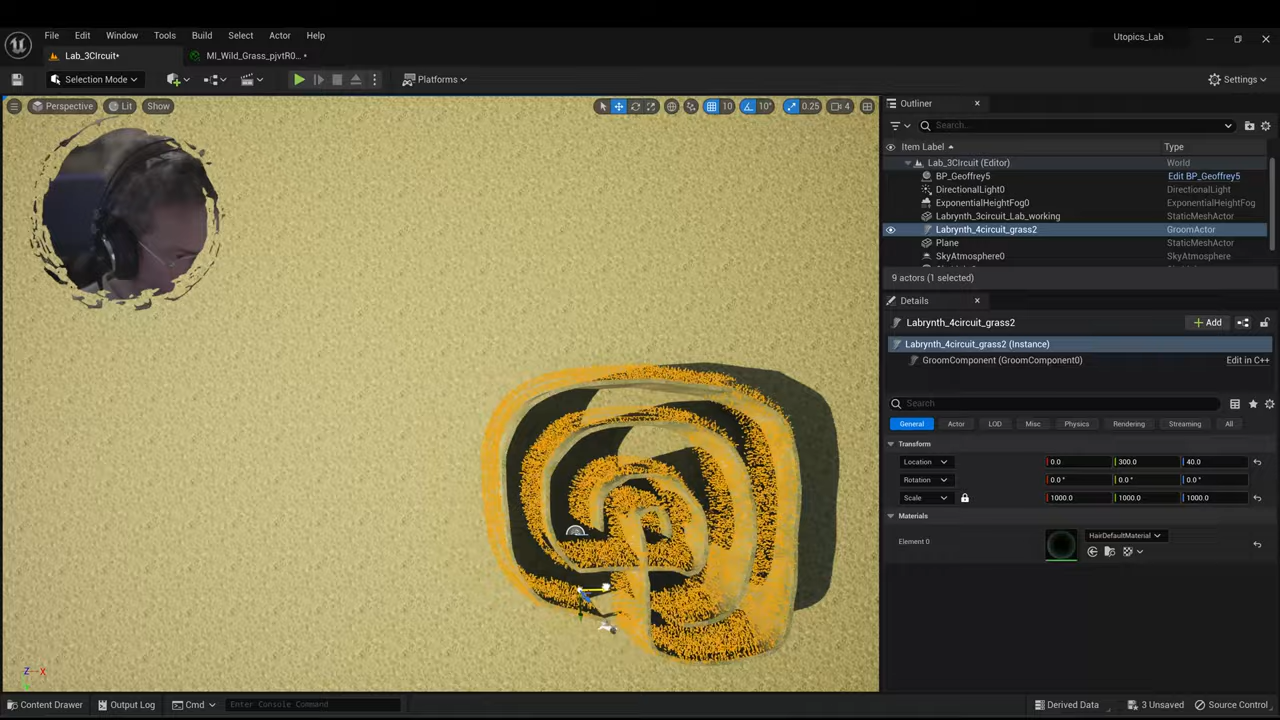 File Edit Window Tools Build Select Actor Help
Utopics_Lab
Lab_3CIrcuit•
MI_Wild_Grass_pjvtR0... •
Selection Mode
Platforms
Settings
Perspective Lit Show
10 10° 0.25 4
Outliner
Search...
Item Label Type
Lab_3CIrcuit (Editor) World
BP_Geoffrey5 Edit BP_Geoffrey5
DirectionalLight0 DirectionalLight
ExponentialHeightFog0 ExponentialHeightFog
Labrynth_3circuit_Lab_working StaticMeshActor
Labrynth_4circuit_grass2 GroomActor
Plane StaticMeshActor
SkyAtmosphere0 SkyAtmosphere
9 actors (1 selected)
Details
Labrynth_4circuit_grass2
Add
Labrynth_4circuit_grass2 (Instance)
GroomComponent (GroomComponent0) Edit in C++
Search
General Actor LOD Misc Physics Rendering Streaming All
Transform
Location 0.0 300.0 40.0
Rotation 0.0 ° 0.0 ° 0.0 °
Scale 1000.0 1000.0 1000.0
Materials
Element 0
HairDefaultMaterial
Z X
Content Drawer Output Log Cmd Enter Console Command
Derived Data 3 Unsaved Source Control